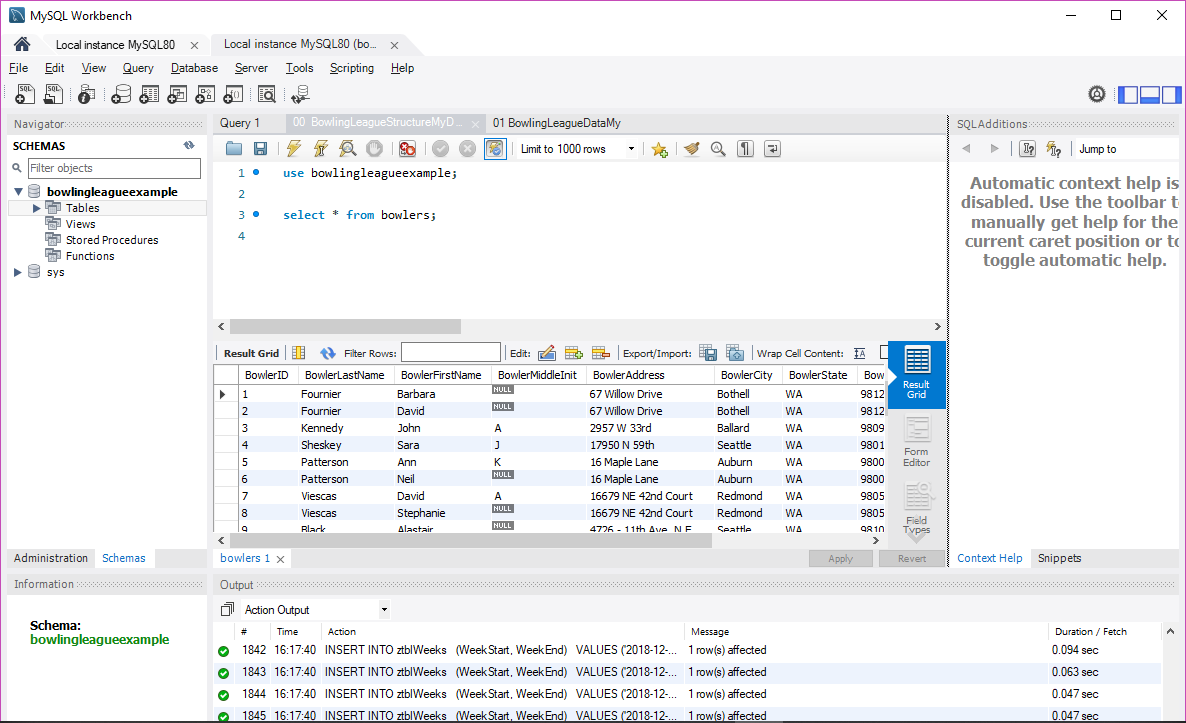 MySQL Workbench
Local instance MySQL80
Local instance MySQL80 (bo...
File Edit View Query Database Server Tools Scripting Help
Navigator
SCHEMAS
Filter objects
bowlingleagueexample
Tables
Views
Stored Procedures
Functions
sys
Administration Schemas
Information
Schema:
bowlingleagueexample
Query 1 00 BowlingLeagueStructureMyD... 01 BowlingLeagueDataMy
Limit to 1000 rows
1 use bowlingleagueexample;
2
3 select * from bowlers;
4
Result Grid Filter Rows: Edit: Export/Import: Wrap Cell Content:
BowlerID BowlerLastName BowlerFirstName BowlerMiddleInit BowlerAddress BowlerCity BowlerState Bow
1 Fournier Barbara NULL 67 Willow Drive Bothell WA 9812
2 Fournier David NULL 67 Willow Drive Bothell WA 9812
3 Kennedy John A 2957 W 33rd Ballard WA 9809
4 Sheskey Sara J 17950 N 59th Seattle WA 9801
5 Patterson Ann K 16 Maple Lane Auburn WA 9800
6 Patterson Neil NULL 16 Maple Lane Auburn WA 9800
7 Viescas David A 16679 NE 42nd Court Redmond WA 9805
8 Viescas Stephanie NULL 16679 NE 42nd Court Redmond WA 9805
9 Black Alastair NULL 4726 - 11th Ave. N.E. Seattle WA 9810
Result
Grid
Form
Editor
Field
Types
bowlers 1
Apply Revert
SQLAdditions
Jump to
Automatic context help is
disabled. Use the toolbar t
manually get help for the
current caret position or to
toggle automatic help.
Context Help Snippets
Output
Action Output
# Time Action Message Duration / Fetch
1842 16:17:40 INSERT INTO ztblWeeks (WeekStart, WeekEnd) VALUES ('2018-12-... 1 row(s) affected 0.094 sec
1843 16:17:40 INSERT INTO ztblWeeks (WeekStart, WeekEnd) VALUES ('2018-12-... 1 row(s) affected 0.063 sec
1844 16:17:40 INSERT INTO ztblWeeks (WeekStart, WeekEnd) VALUES ('2018-12-... 1 row(s) affected 0.047 sec
1845 16:17:40 INSERT INTO ztblWeeks (WeekStart, WeekEnd) VALUES ('2018-12-... 1 row(s) affected 0.047 sec